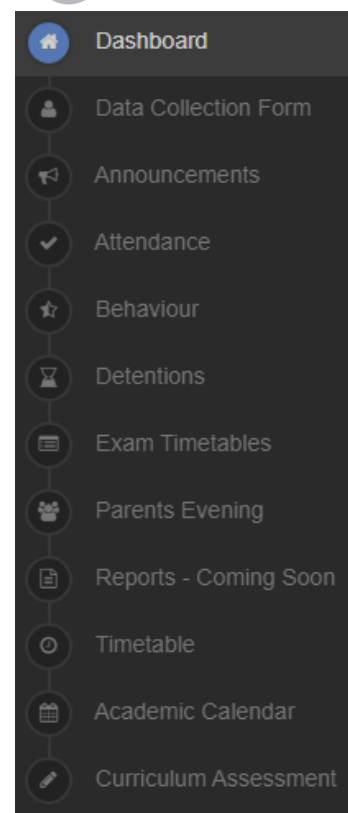 Dashboard
Data Collection Form
Announcements
Attendance
Behaviour
Detentions
Exam Timetables
Parents Evening
Reports - Coming Soon
Timetable
Academic Calendar
Curriculum Assessment